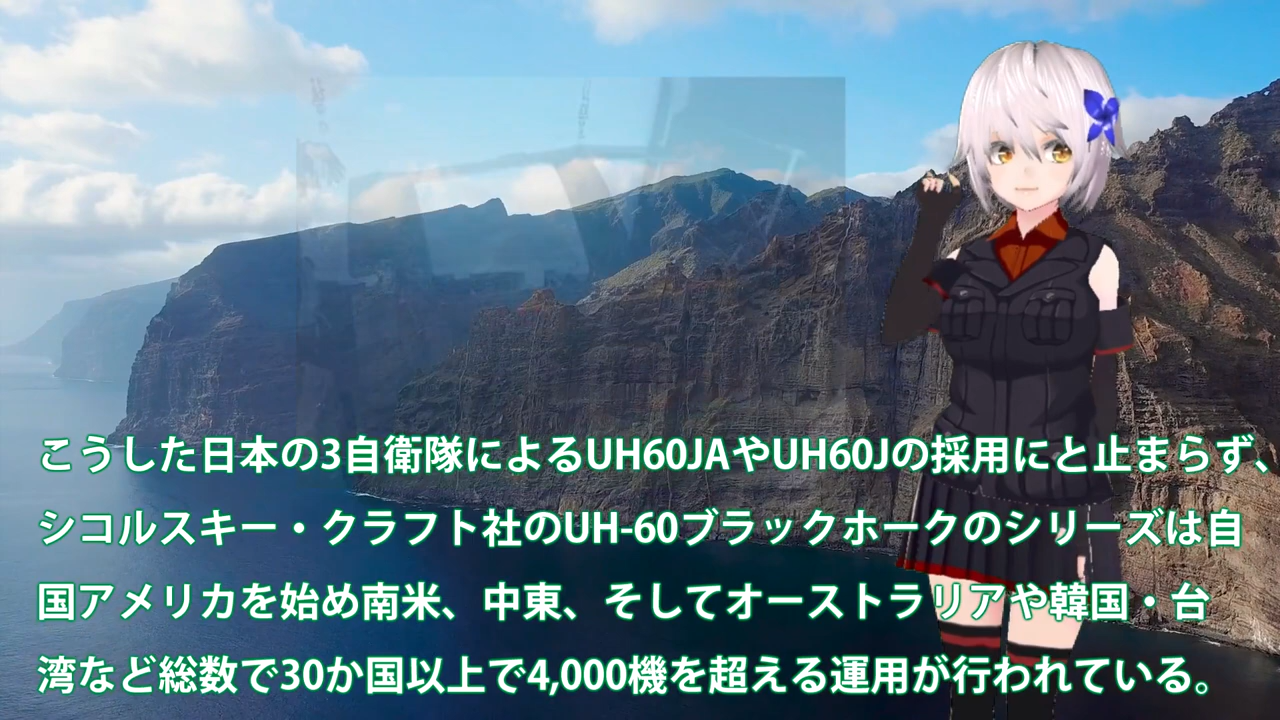 こうした日本の3自衛隊によるUH60JAやUH60Jの採用にと止まらず、
シコルスキー・クラフト社のUH-60ブラックホークのシリーズは自
国アメリカを始め南米、中東、そしてオーストラリアや韓国・台
湾など総数で30か国以上で4,000機を超える運用が行われている。